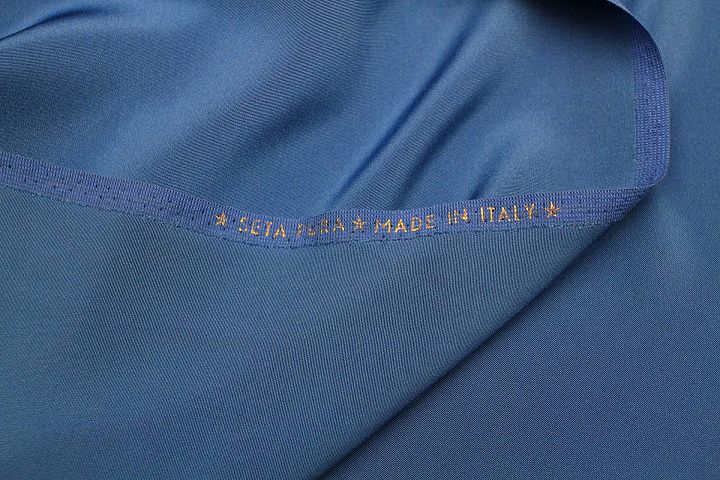 ★ SETA PURA ★ MADE IN ITALY ★